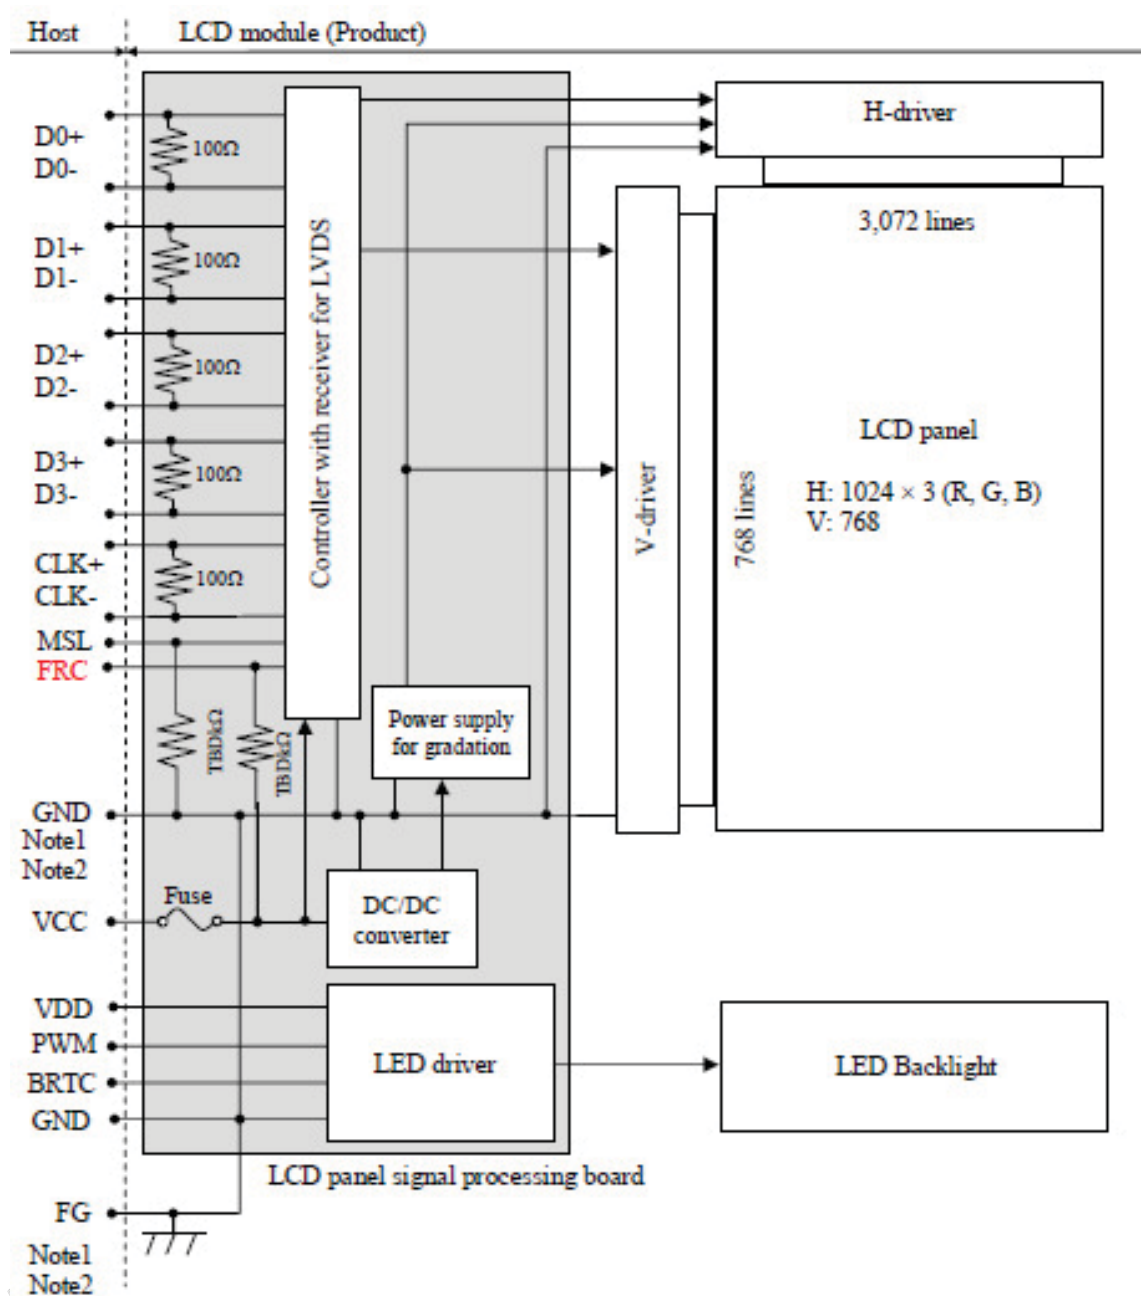 Host
LCD module (Product)
D0+
D0-
100Ω
D1+
D1-
100Ω
D2+
D2-
100Ω
D3+
D3-
100Ω
CLK+
CLK-
100Ω
MSL
FRC
TBDkΩ
TBDkΩ
GND
Note1
Note2
Fuse
VCC
VDD
PWM
BRTC
GND
FG
Note1
Note2
Controller with receiver for LVDS
Power supply
for gradation
DC/DC
converter
LED driver
LCD panel signal processing board
H-driver
V-driver
3,072 lines
768 lines
LCD panel
H: 1024 × 3 (R, G, B)
V: 768
LED Backlight